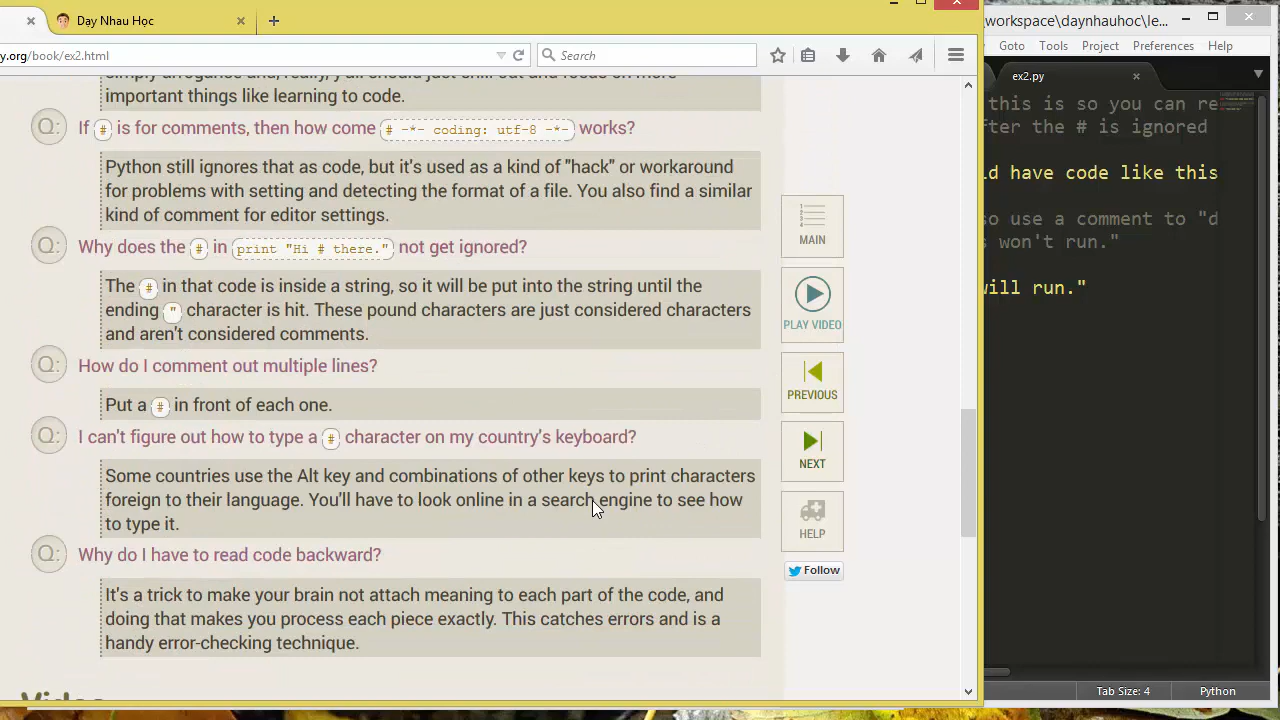 Dạy Nhau Học
y.org/book/ex2.html
Search
important things like learning to code.
Q: If # is for comments, then how come # -*- coding: utf-8 -*- works?
Python still ignores that as code, but it's used as a kind of "hack" or workaround
for problems with setting and detecting the format of a file. You also find a similar
kind of comment for editor settings.
Q: Why does the # in print "Hi # there." not get ignored?
The # in that code is inside a string, so it will be put into the string until the
ending " character is hit. These pound characters are just considered characters
and aren't considered comments.
Q: How do I comment out multiple lines?
Put a # in front of each one.
Q: I can't figure out how to type a # character on my country's keyboard?
Some countries use the Alt key and combinations of other keys to print characters
foreign to their language. You'll have to look online in a search engine to see how
to type it.
Q: Why do I have to read code backward?
It's a trick to make your brain not attach meaning to each part of the code, and
doing that makes you process each piece exactly. This catches errors and is a
handy error-checking technique.
MAIN
PLAY VIDEO
PREVIOUS
NEXT
HELP
Follow
.workspace\daynhauhoc\le...
Goto Tools Project Preferences Help
ex2.py
this is so you can re
fter the # is ignored
ld have code like this
so use a comment to "d
s won't run."
will run."
Tab Size: 4 Python